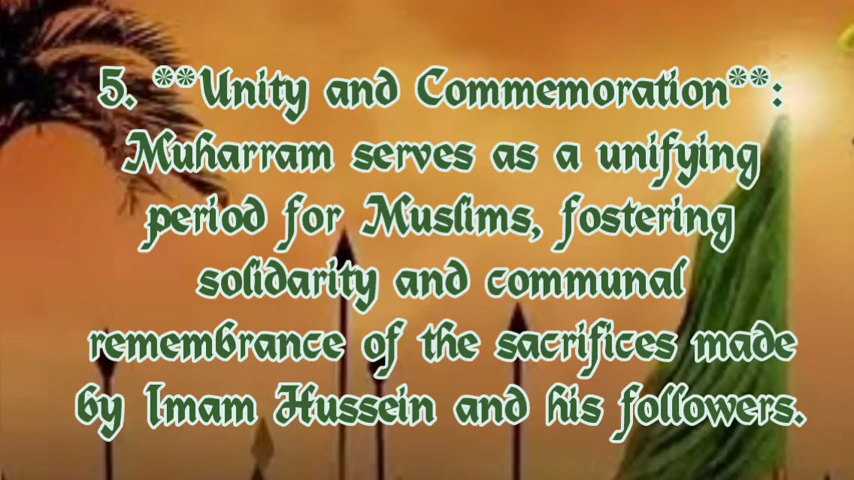 5. **Unity and Commemoration**:
Muharram serves as a unifying
period for Muslims, fostering
solidarity and communal
remembrance of the sacrifices made
by Imam Hussein and his followers.